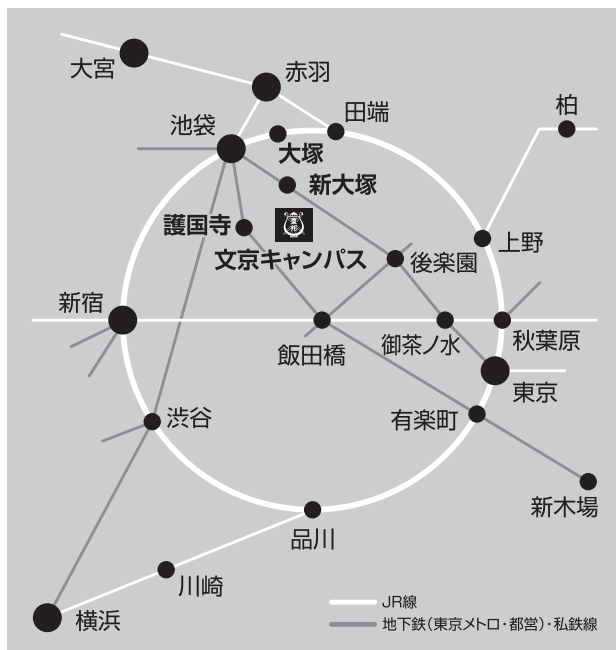 大宮
赤羽
田端
柏
池袋
大塚
新大塚
護国寺
上野
文京キャンパス
後楽園
新宿
飯田橋
御茶ノ水
秋葉原
東京
渋谷
有楽町
新木場
品川
川崎
横浜
JR線
地下鉄(東京メトロ・都営)・私鉄線